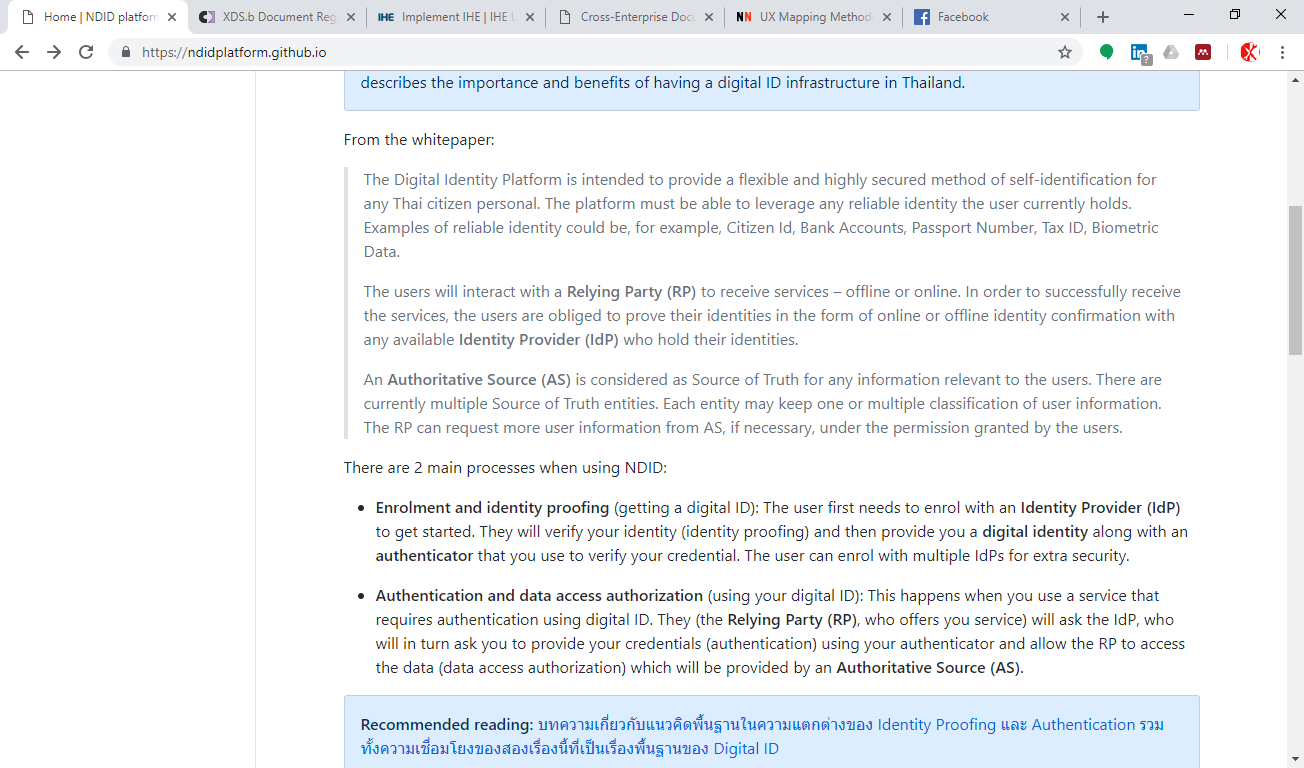 Home | NDID platform
XDS.b Document Reg
IHE Implement IHE | IHE U
Cross-Enterprise Docu
NN UX Mapping Method
Facebook
https://ndidplatform.github.io
describes the importance and benefits of having a digital ID infrastructure in Thailand.
From the whitepaper:
The Digital Identity Platform is intended to provide a flexible and highly secured method of self-identification for
any Thai citizen personal. The platform must be able to leverage any reliable identity the user currently holds.
Examples of reliable identity could be, for example, Citizen Id, Bank Accounts, Passport Number, Tax ID, Biometric
Data.
The users will interact with a Relying Party (RP) to receive services – offline or online. In order to successfully receive
the services, the users are obliged to prove their identities in the form of online or offline identity confirmation with
any available Identity Provider (IdP) who hold their identities.
An Authoritative Source (AS) is considered as Source of Truth for any information relevant to the users. There are
currently multiple Source of Truth entities. Each entity may keep one or multiple classification of user information.
The RP can request more user information from AS, if necessary, under the permission granted by the users.
There are 2 main processes when using NDID:
• Enrolment and identity proofing (getting a digital ID): The user first needs to enrol with an Identity Provider (IdP)
to get started. They will verify your identity (identity proofing) and then provide you a digital identity along with an
authenticator that you use to verify your credential. The user can enrol with multiple IdPs for extra security.
• Authentication and data access authorization (using your digital ID): This happens when you use a service that
requires authentication using digital ID. They (the Relying Party (RP), who offers you service) will ask the IdP, who
will in turn ask you to provide your credentials (authentication) using your authenticator and allow the RP to access
the data (data access authorization) which will be provided by an Authoritative Source (AS).
Recommended reading: บทความเกี่ยวกับแนวคิดพื้นฐานในความแตกต่างของ Identity Proofing และ Authentication รวม
ทั้งความเชื่อมโยงของสองเรื่องนี้ที่เป็นเรื่องพื้นฐานของ Digital ID